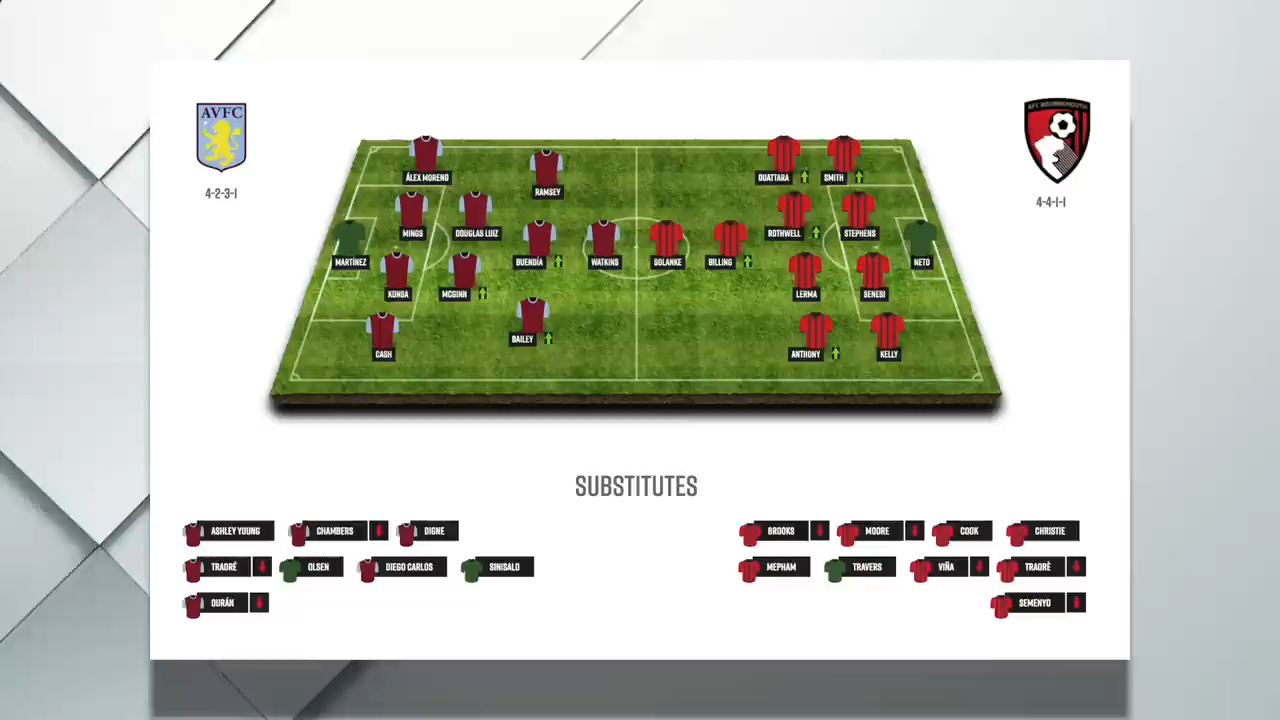 AVFC
4-2-3-1
AFC BOURNEMOUTH
4-4-1-1
ÁLEX MORENO
RAMSEY
OUATTARA
SMITH
MINGS
DOUGLAS LUIZ
ROTHWELL
STEPHENS
MARTÍNEZ
BUENDÍA
WATKINS
SOLANKE
BILLING
NETO
KONSA
MCGINN
LERMA
SENESI
BAILEY
CASH
ANTHONY
KELLY
SUBSTITUTES
ASHLEY YOUNG
CHAMBERS
DIGNE
BROOKS
MOORE
COOK
CHRISTIE
TRAORÉ
OLSEN
DIEGO CARLOS
SINISALO
MEPHAM
TRAVERS
VIÑA
TRAORÈ
DURÁN
SEMENYO